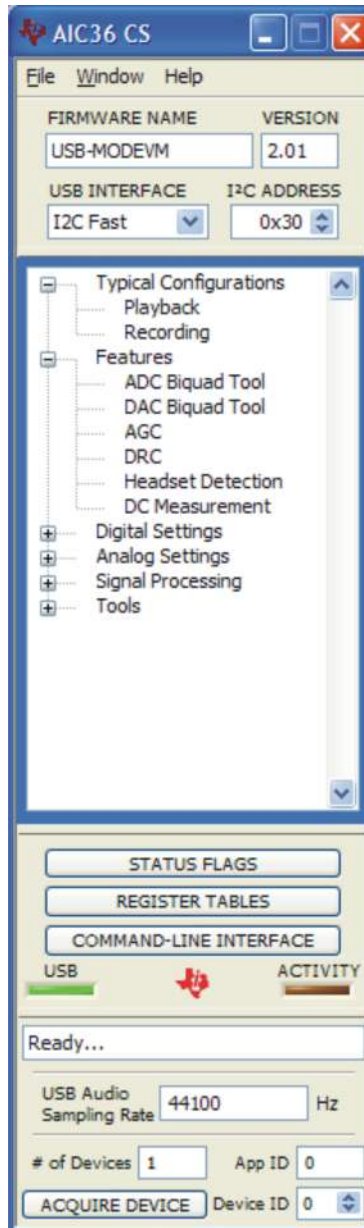 AIC36 CS
File Window Help
FIRMWARE NAME VERSION
USB-MODEVM 2.01
USB INTERFACE I²C ADDRESS
I2C Fast 0x30
Typical Configurations
Playback
Recording
Features
ADC Biquad Tool
DAC Biquad Tool
AGC
DRC
Headset Detection
DC Measurement
Digital Settings
Analog Settings
Signal Processing
Tools
STATUS FLAGS
REGISTER TABLES
COMMAND-LINE INTERFACE
USB ACTIVITY
Ready...
USB Audio
Sampling Rate 44100 Hz
# of Devices 1 App ID 0
ACQUIRE DEVICE Device ID 0